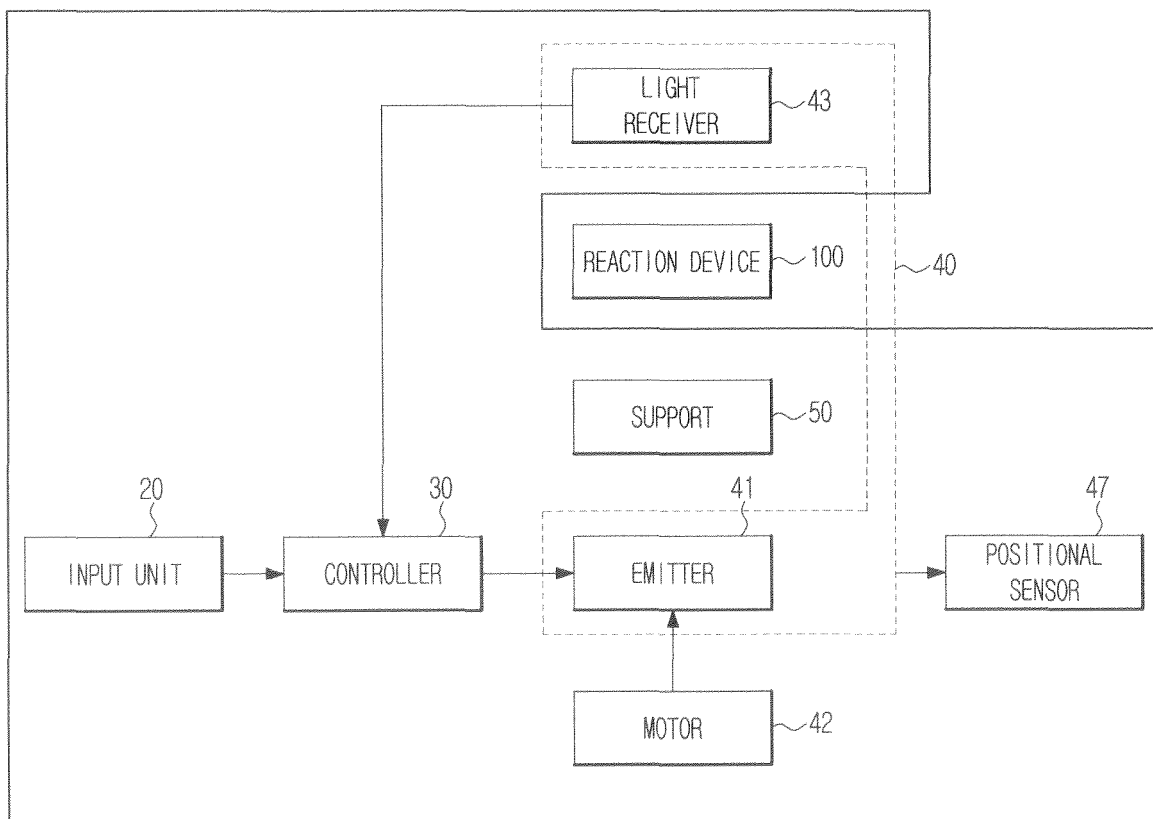 LIGHT
RECEIVER
43
REACTION DEVICE
100
40
SUPPORT
50
20
30
41
47
INPUT UNIT
CONTROLLER
EMITTER
POSITIONAL
SENSOR
MOTOR
42